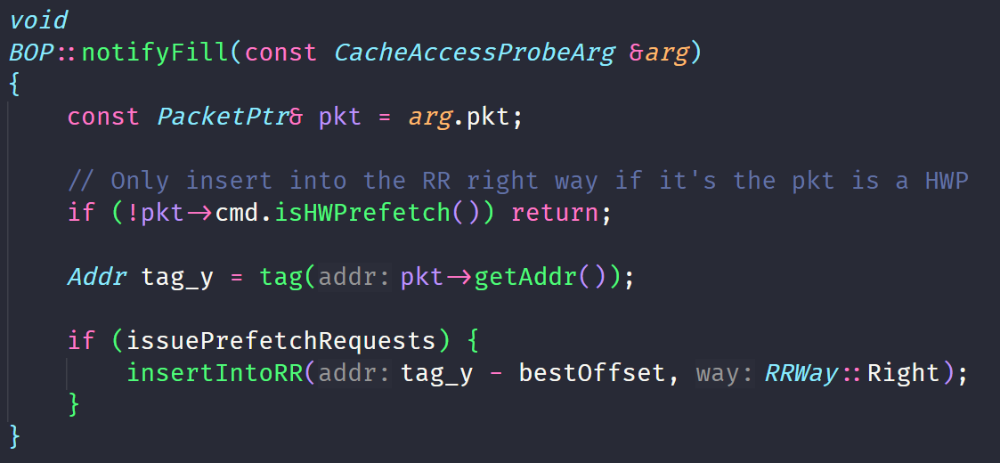 void
BOP::notifyFill(const CacheAccessProbeArg &arg)
{
    const PacketPtr& pkt = arg.pkt;

    // Only insert into the RR right way if it's the pkt is a HWP
    if (!pkt->cmd.isHWPrefetch()) return;

    Addr tag_y = tag(addr: pkt->getAddr());

    if (issuePrefetchRequests) {
        insertIntoRR(addr: tag_y - bestOffset, way: RRWay::Right);
    }
}